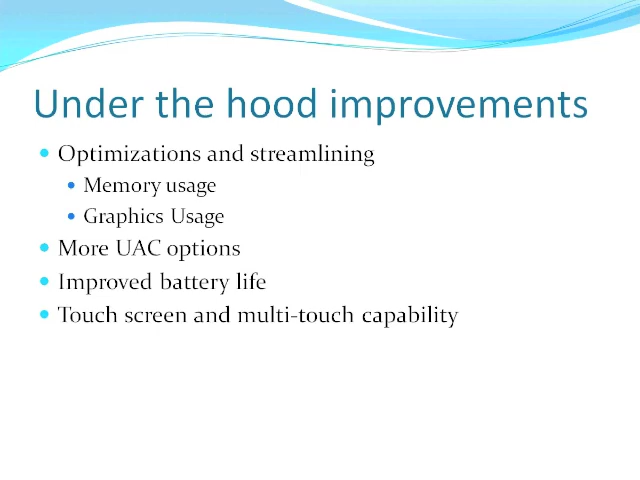 Under the hood improvements
Optimizations and streamlining
Memory usage
Graphics Usage
More UAC options
Improved battery life
Touch screen and multi-touch capability